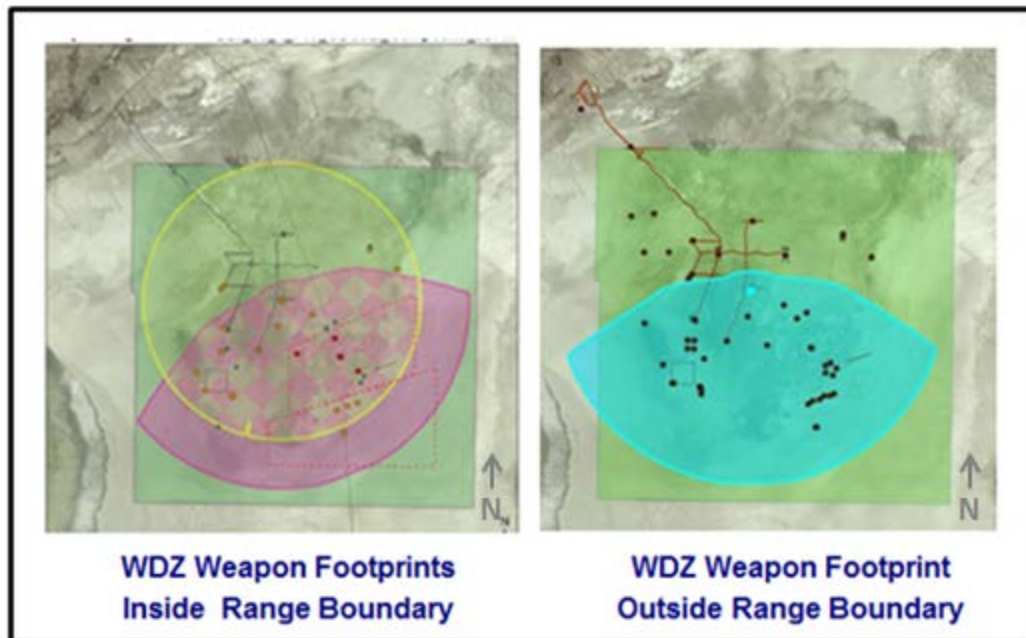 N
N
WDZ Weapon Footprints
Inside Range Boundary
WDZ Weapon Footprint
Outside Range Boundary